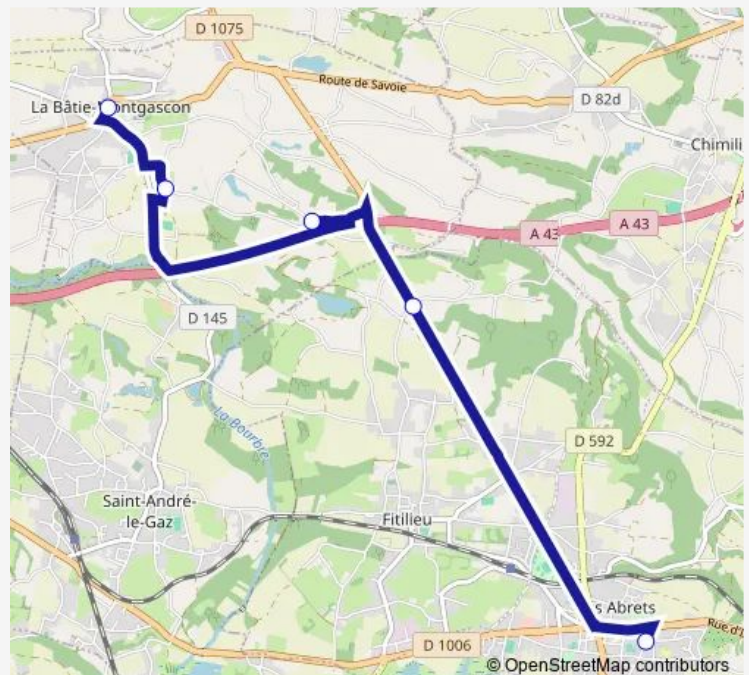 D 1075
Route de Savoie
La Bâtie-Montgascon
D 82d
Chimili
A 43
A 43
D 145
La Bourbre
D 592
Saint-André-
le-Gaz
Fitilieu
s Abrets
Rue d'I
D 1006
© OpenStreetMap contributors